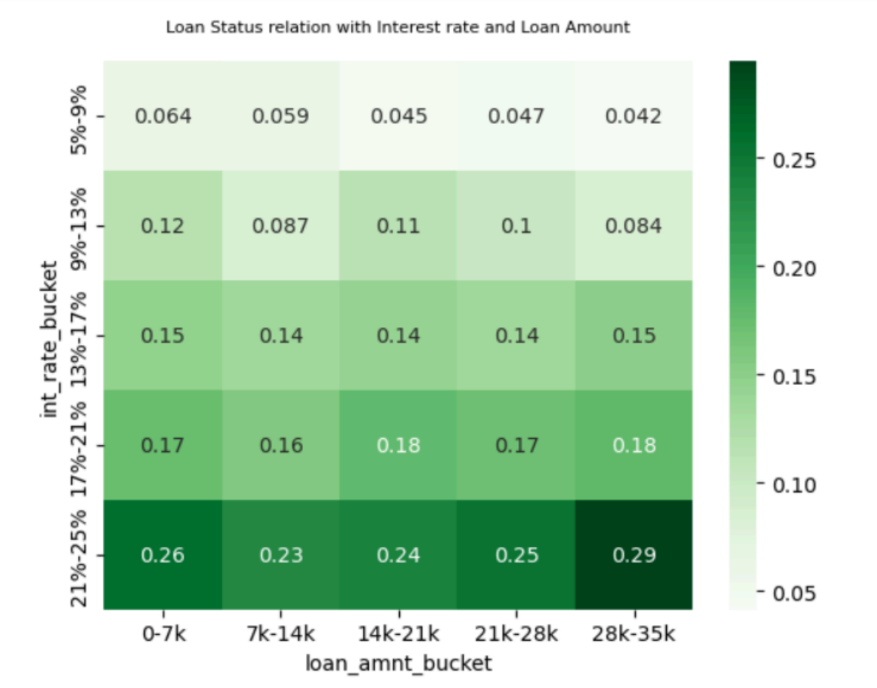 Loan Status relation with Interest rate and Loan Amount
int_rate_bucket
5%-9% 0.064 0.059 0.045 0.047 0.042
9%-13% 0.12 0.087 0.11 0.1 0.084
13%-17% 0.15 0.14 0.14 0.14 0.15
17%-21% 0.17 0.16 0.18 0.17 0.18
21%-25% 0.26 0.23 0.24 0.25 0.29
0-7k 7k-14k 14k-21k 21k-28k 28k-35k
loan_amnt_bucket
0.25
0.20
0.15
0.10
0.05